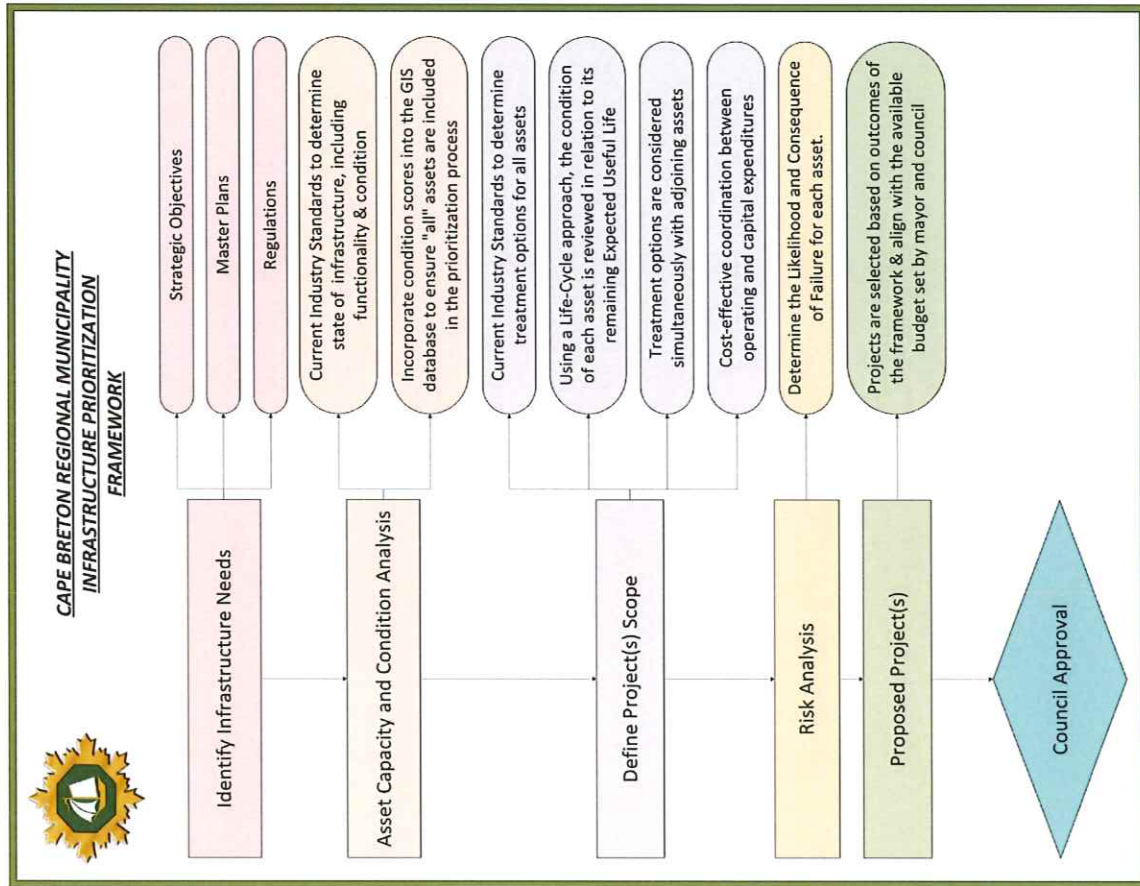 CAPE BRETON REGIONAL MUNICIPALITY
INFRASTRUCTURE PRIORITIZATION
FRAMEWORK
Identify Infrastructure Needs
Strategic Objectives
Master Plans
Regulations
Asset Capacity and Condition Analysis
Current Industry Standards to determine
state of infrastructure, including
functionality & condition
Incorporate condition scores into the GIS
database to ensure "all" assets are included
in the prioritization process
Define Project(s) Scope
Current Industry Standards to determine
treatment options for all assets
Using a Life-Cycle approach, the condition
of each asset is reviewed in relation to its
remaining Expected Useful Life
Treatment options are considered
simultaneously with adjoining assets
Cost-effective coordination between
operating and capital expenditures
Risk Analysis
Determine the Likelihood and Consequence
of Failure for each asset.
Proposed Project(s)
Projects are selected based on outcomes of
the framework & align with the available
budget set by mayor and council
Council Approval